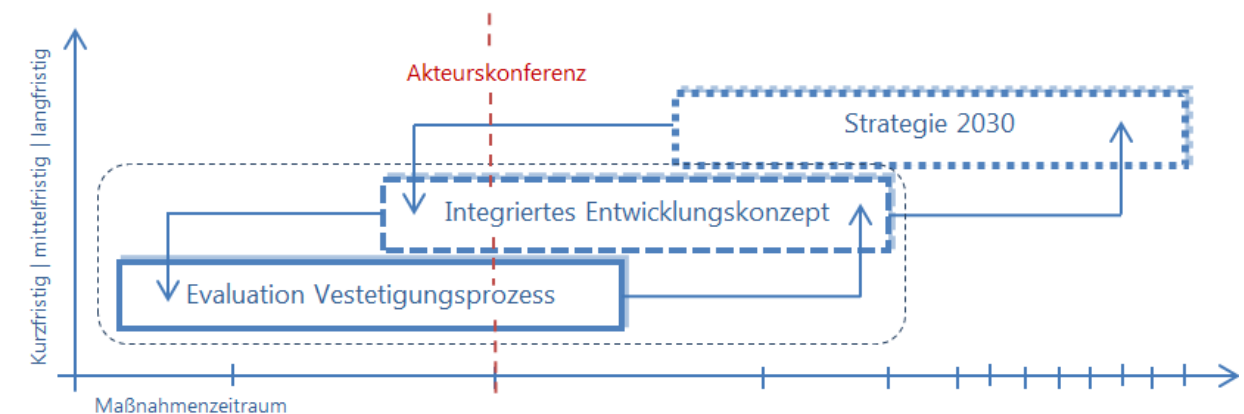 Akteurskonferenz
Strategie 2030
Integriertes Entwicklungskonzept
Evaluation Vestetigungsprozess
Kurzfristig | mittelfristig | langfristig
Maßnahmenzeitraum